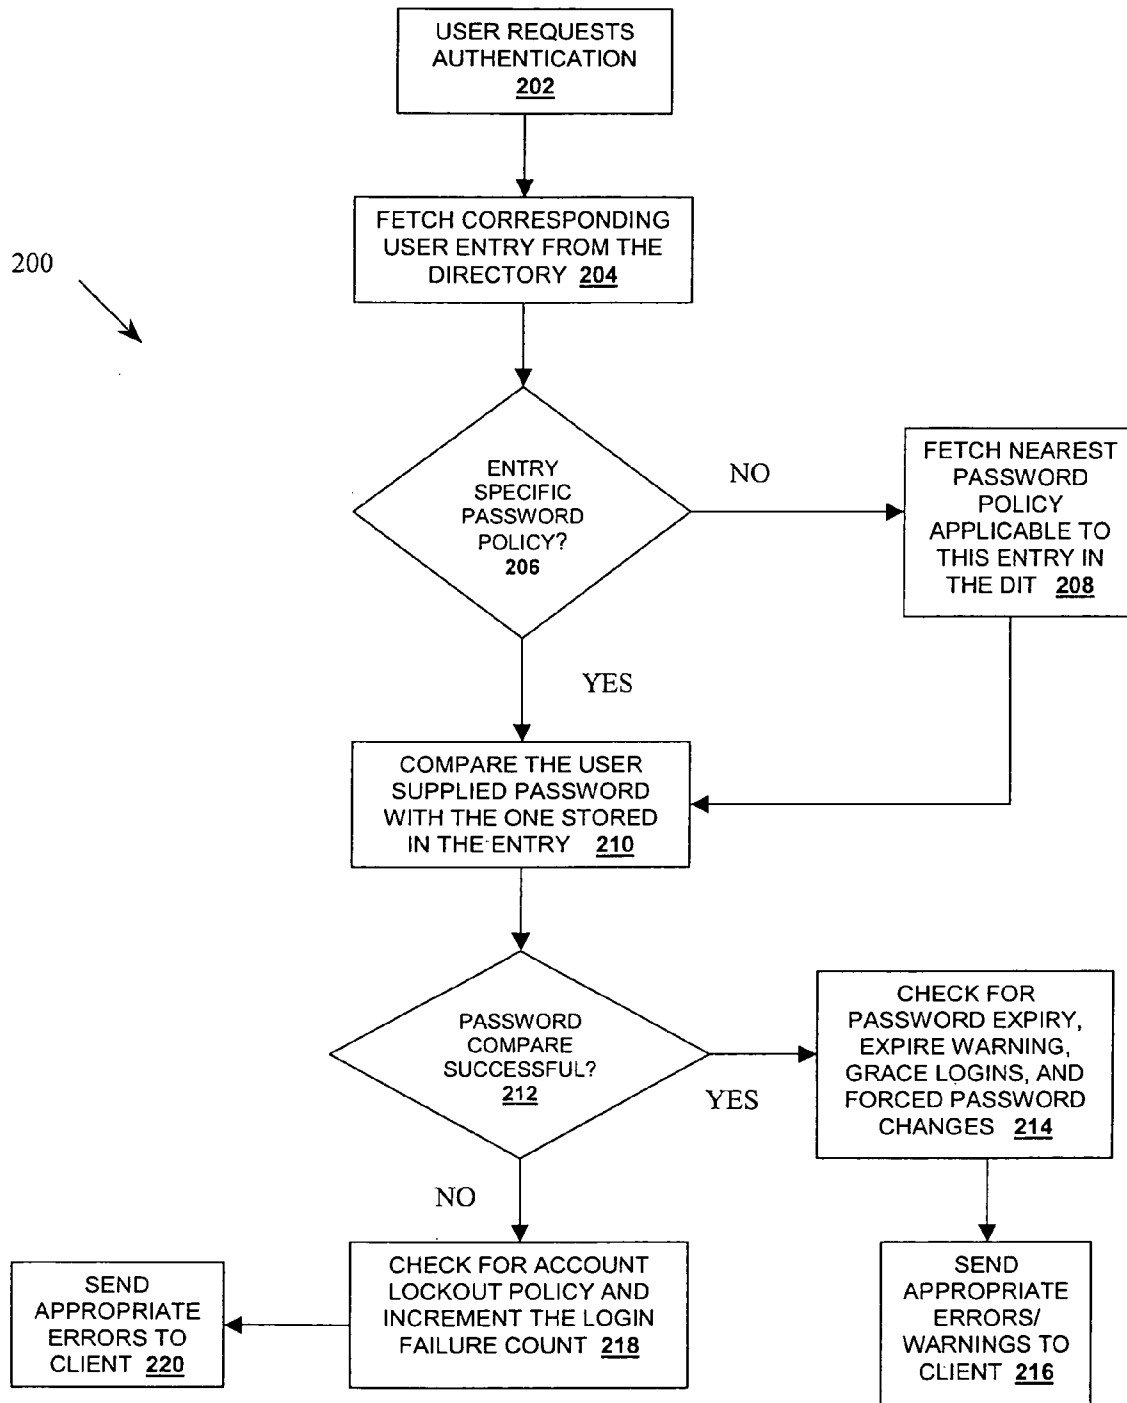 USER REQUESTS
AUTHENTICATION
202
FETCH CORRESPONDING
USER ENTRY FROM THE
DIRECTORY 204
200
ENTRY
SPECIFIC
PASSWORD
POLICY?
206
NO
FETCH NEAREST
PASSWORD
POLICY
APPLICABLE TO
THIS ENTRY IN
THE DIT 208
YES
COMPARE THE USER
SUPPLIED PASSWORD
WITH THE ONE STORED
IN THE ENTRY 210
PASSWORD
COMPARE
SUCCESSFUL?
212
YES
CHECK FOR
PASSWORD EXPIRY,
EXPIRE WARNING,
GRACE LOGINS, AND
FORCED PASSWORD
CHANGES 214
NO
CHECK FOR ACCOUNT
LOCKOUT POLICY AND
INCREMENT THE LOGIN
FAILURE COUNT 218
SEND
APPROPRIATE
ERRORS TO
CLIENT 220
SEND
APPROPRIATE
ERRORS/
WARNINGS TO
CLIENT 216